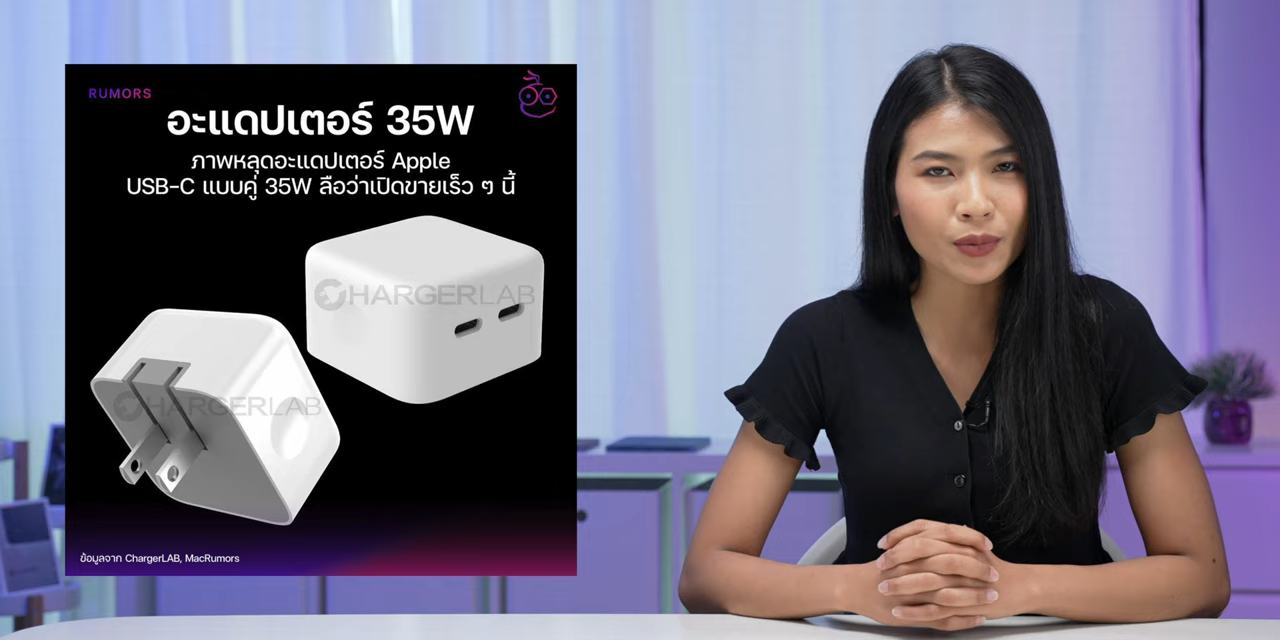 RUMORS
อะแดปเตอร์ 35W
ภาพหลุดอะแดปเตอร์ Apple
USB-C แบบคู่ 35W ลือว่าเปิดขายเร็ว ๆ นี้
CHARGERLAB
CHARGERLAB
ข้อมูลจาก ChargerLAB, MacRumors